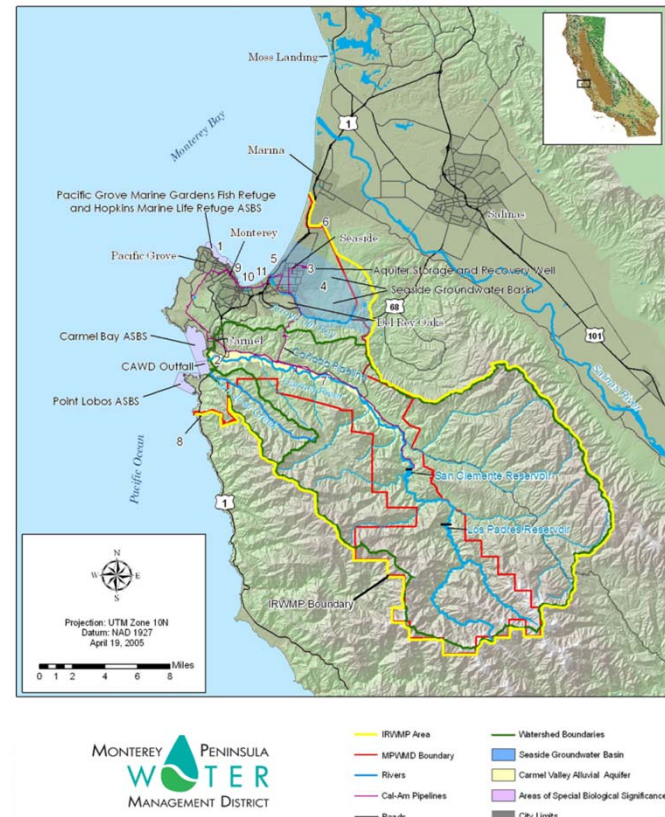 Moss Landing
1
Monterey Bay
Marina
Salinas
Pacific Grove Marine Gardens Fish Refuge
and Hopkins Marine Life Refuge ASBS
1
Monterey
6
Seaside
5
Pacific Grove
9
10
11
3
Aquifer Storage and Recovery Well
4
Seaside Groundwater Basin
68
Del Rey Oaks
101
Carmel Bay ASBS
Carmel
Salinas River
CAWD Outfall
2
7
Point Lobos ASBS
8
Pacific Ocean
San Clemente Reservoir
1
Los Padres Reservoir
IRWMP Boundary
N
W
E
S
Projection: UTM Zone 10N
Datum: NAD 1927
April 19, 2005
Miles
0 1 2 4 6 8
MONTEREY PENINSULA
WATER
MANAGEMENT DISTRICT
IRWMP Area
MPWMD Boundary
Rivers
Cal-Am Pipelines
Roads
Watershed Boundaries
Seaside Groundwater Basin
Carmel Valley Alluvial Aquifer
Areas of Special Biological Significance
City Limits